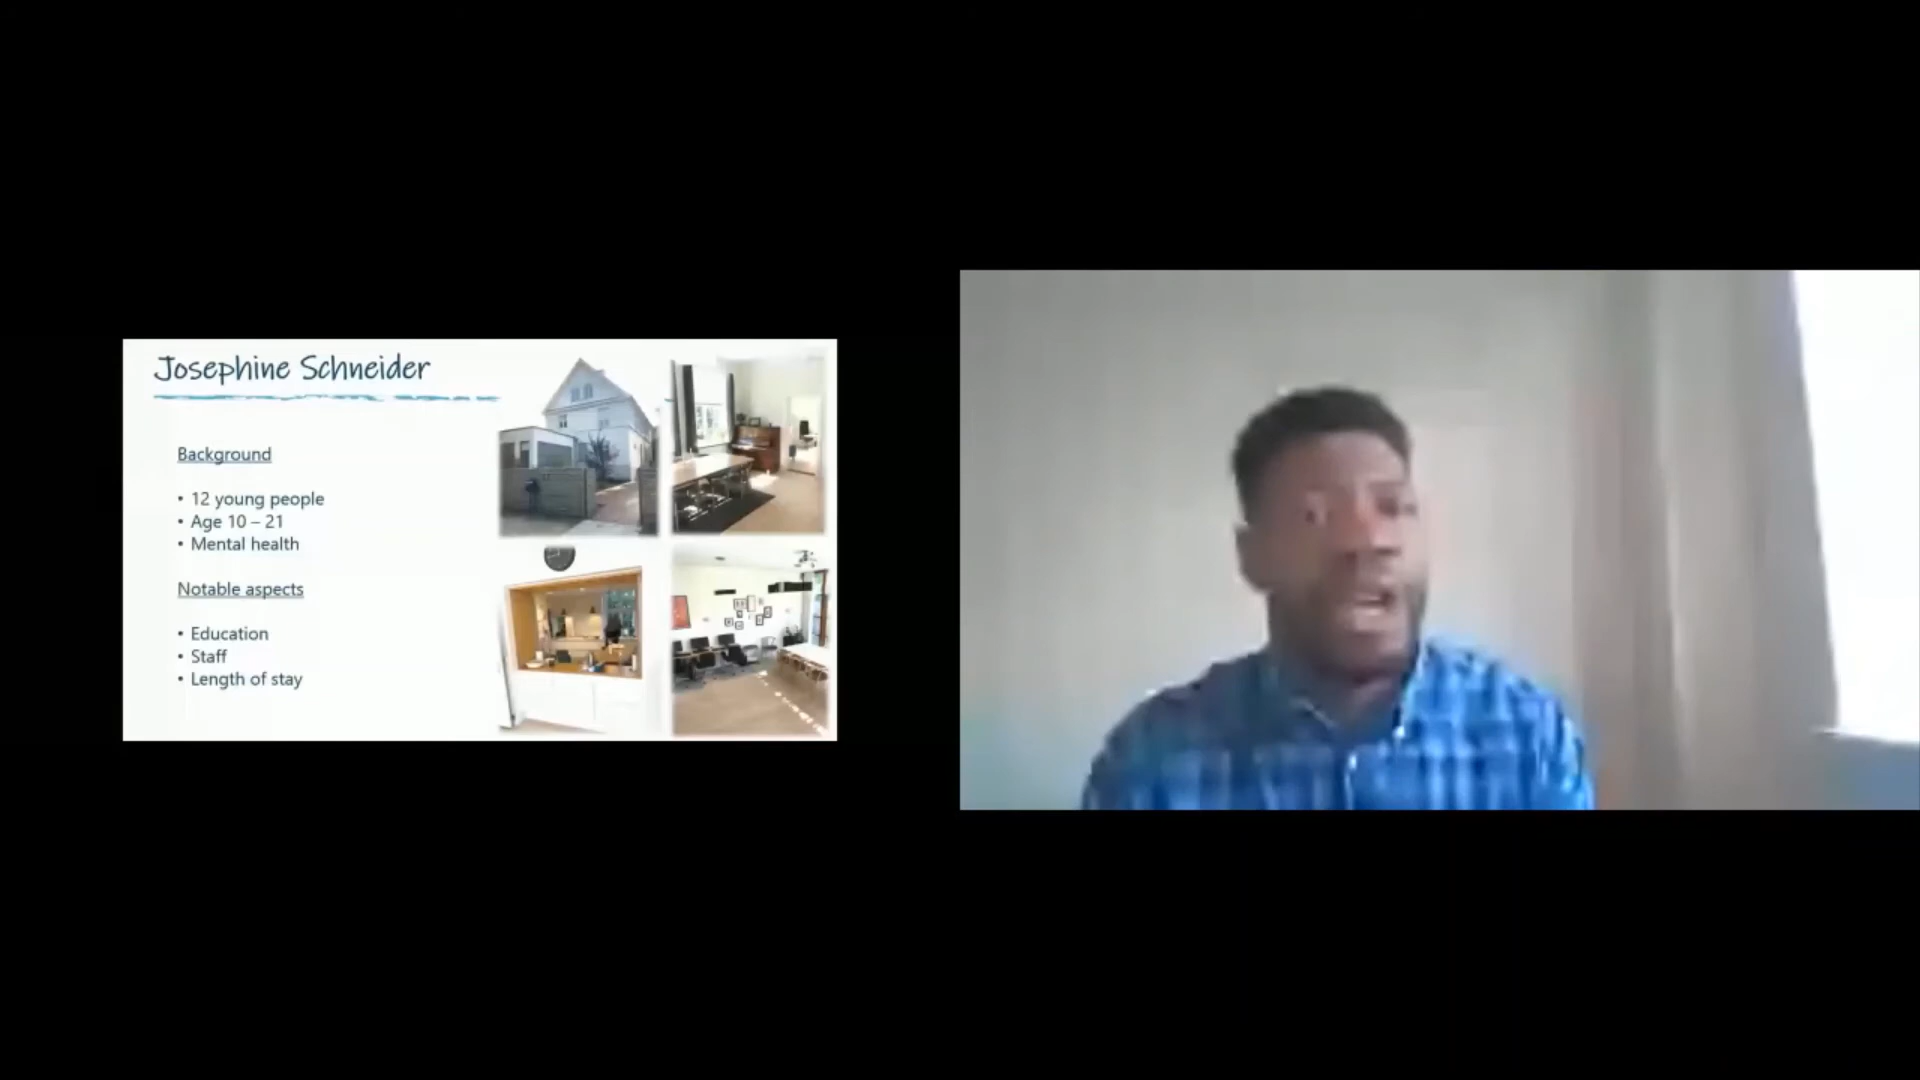 Josephine Schneider
Background
• 12 young people
• Age 10 – 21
• Mental health
Notable aspects
• Education
• Staff
• Length of stay